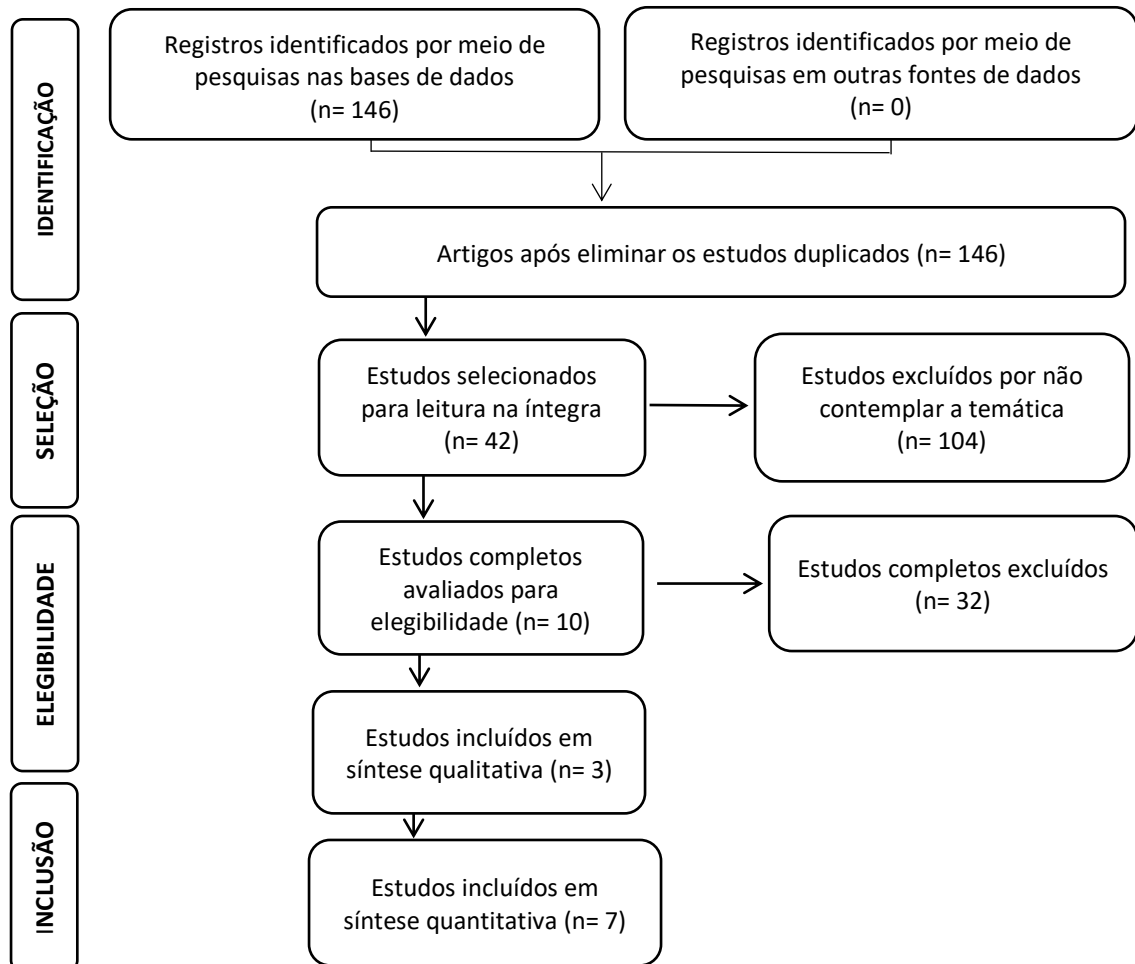 IDENTIFICAÇÃO
Registros identificados por meio de
pesquisas nas bases de dados
(n= 146)
Registros identificados por meio de
pesquisas em outras fontes de dados
(n= 0)
Artigos após eliminar os estudos duplicados (n= 146)
SELEÇÃO
Estudos selecionados
para leitura na íntegra
(n= 42)
Estudos excluídos por não
contemplar a temática
(n= 104)
ELEGIBILIDADE
Estudos completos
avaliados para
elegibilidade (n= 10)
Estudos completos excluídos
(n= 32)
Estudos incluídos em
síntese qualitativa (n= 3)
INCLUSÃO
Estudos incluídos em
síntese quantitativa (n= 7)